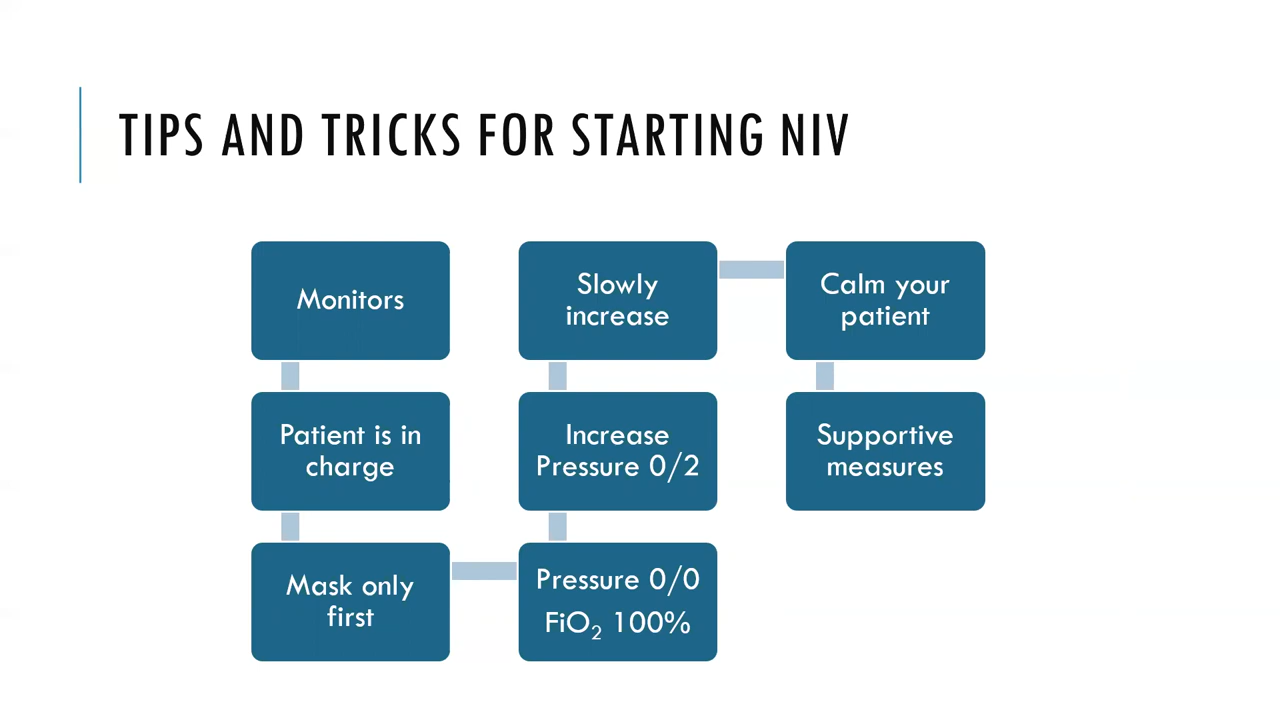 TIPS AND TRICKS FOR STARTING NIV
Monitors
Patient is in
charge
Mask only
first
Pressure 0/0
FiO₂ 100%
Increase
Pressure 0/2
Slowly
increase
Calm your
patient
Supportive
measures